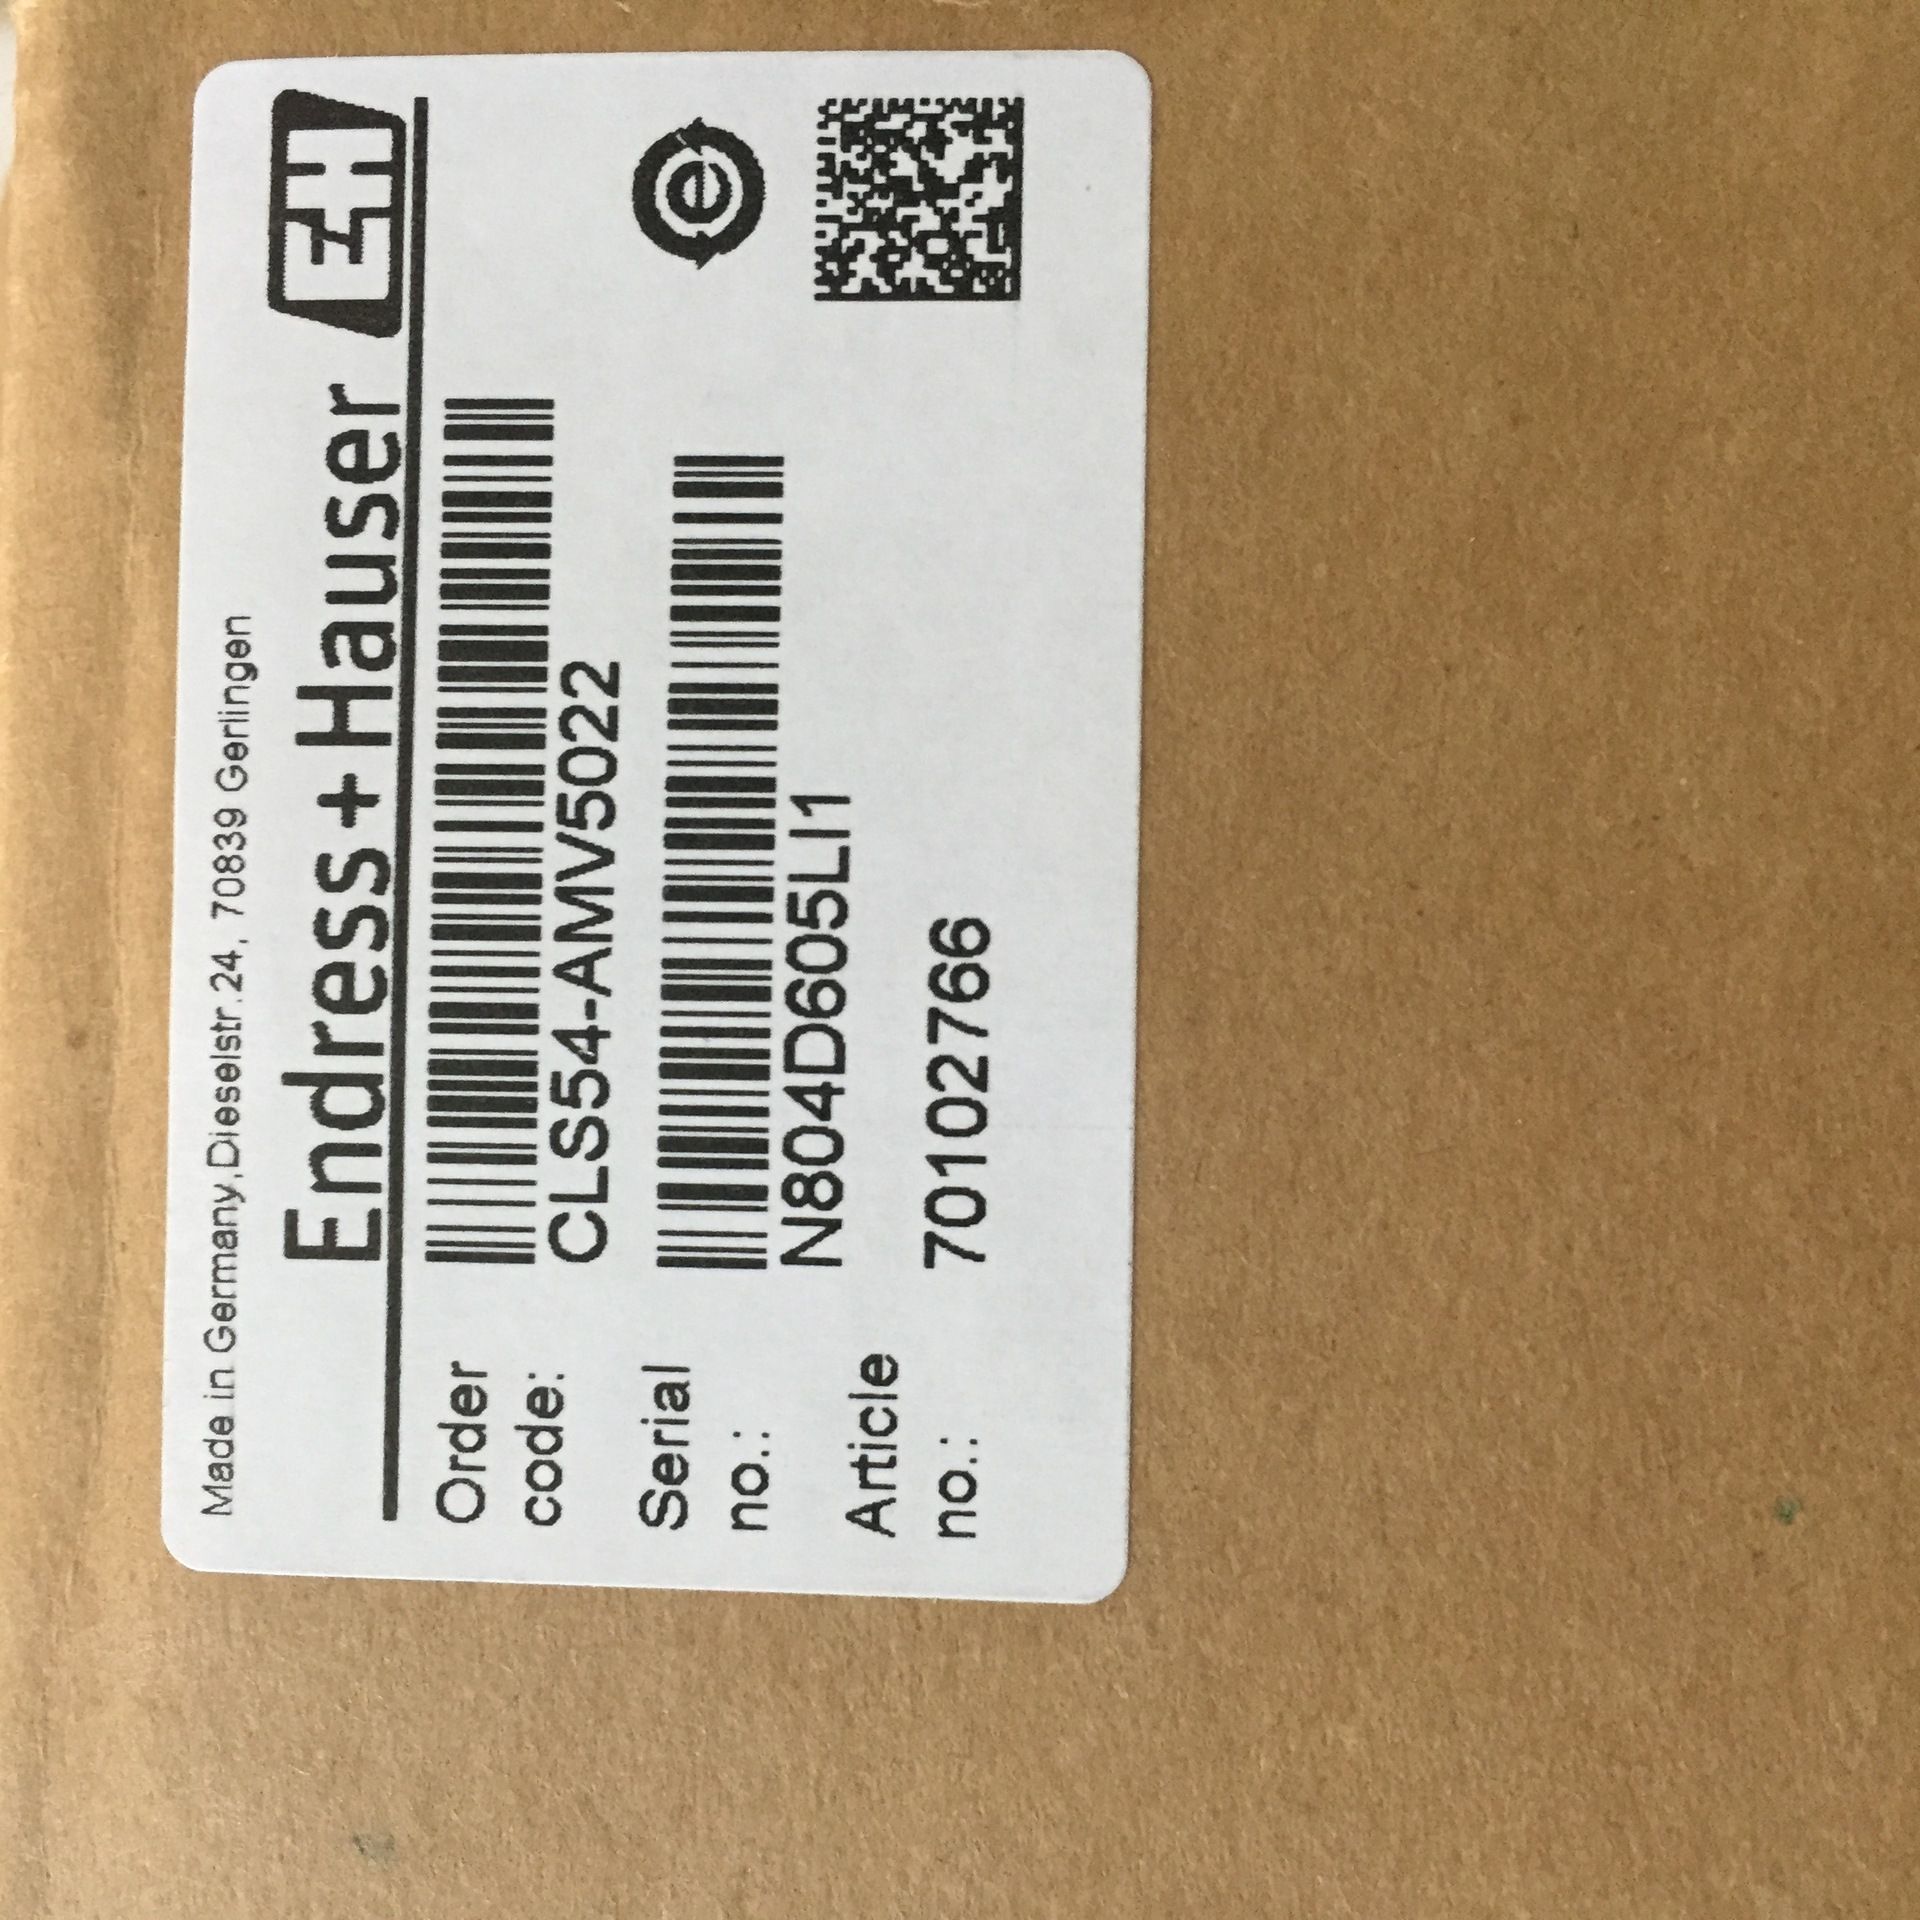 Made in Germany,Dieselstr.24, 70839 Gerlingen
Endress+Hauser EH
Order code: CLS54-AMV5022
e
Serial no.: N804D605LI1
Article no.: 70102766